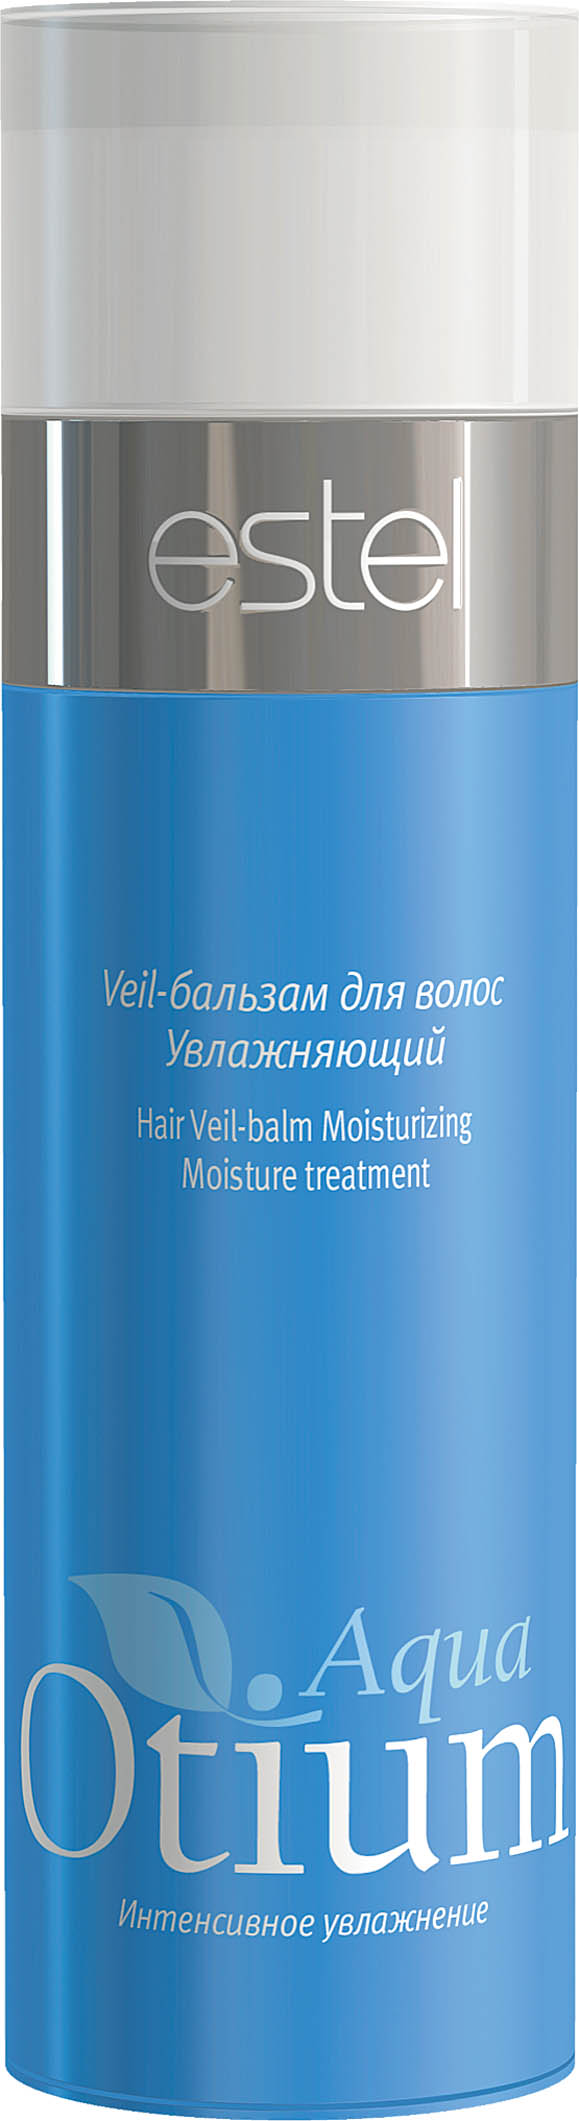 estel
Veil-бальзам для волос
Увлажняющий
Hair Veil-balm Moisturizing
Moisture treatment
Aqua
Otium
Интенсивное увлажнение